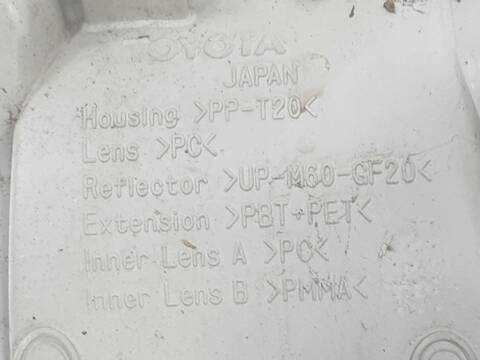 TOYOTA
JAPAN
Housing >PP-T20<
Lens >PC<
Reflector >UP-M60-GF20<
Extension >PBT+PET<
Inner Lens A >PC<
Inner Lens B >PMMA<